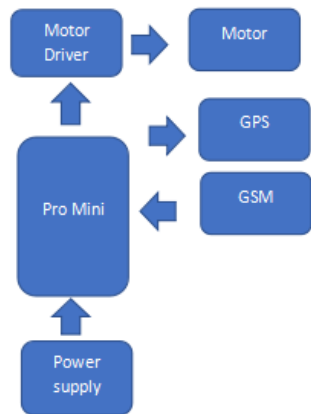 Motor
Driver
Motor
GPS
GSM
Pro Mini
Power
supply